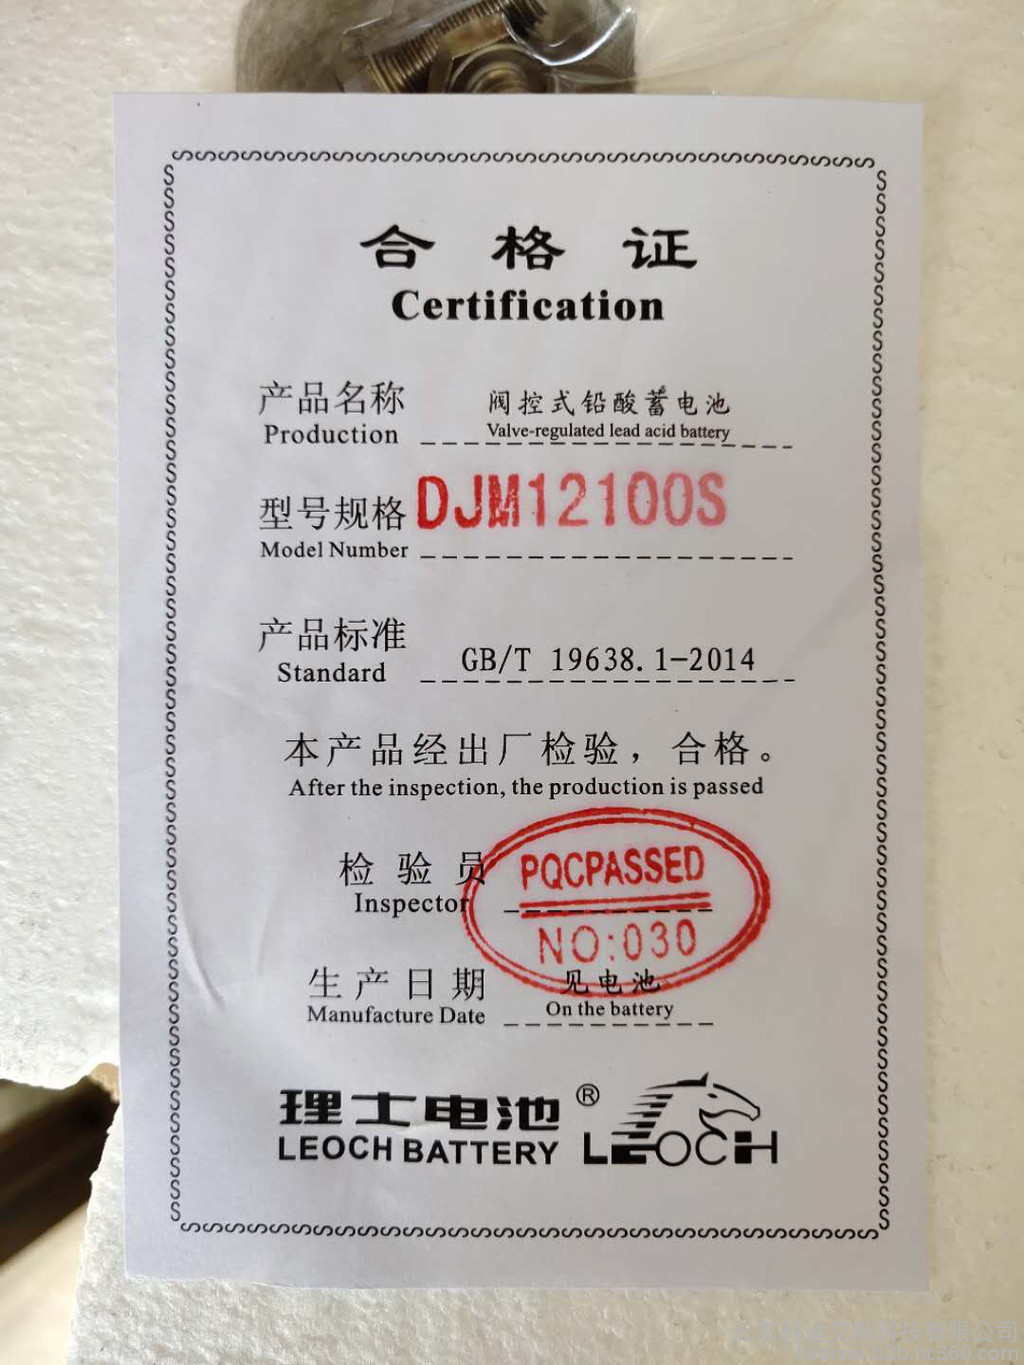 合格证
Certification
产品名称 阀控式铅酸蓄电池
Production Valve-regulated lead acid battery
型号规格 DJM12100S
Model Number
产品标准 GB/T 19638.1-2014
Standard
本产品经出厂检验，合格。
After the inspection, the production is passed
检验员 PQCPASSED
Inspector
NO:030
生产日期 见电池
Manufacture Date On the battery
理士电池®
LEOCH BATTERY LEOCH